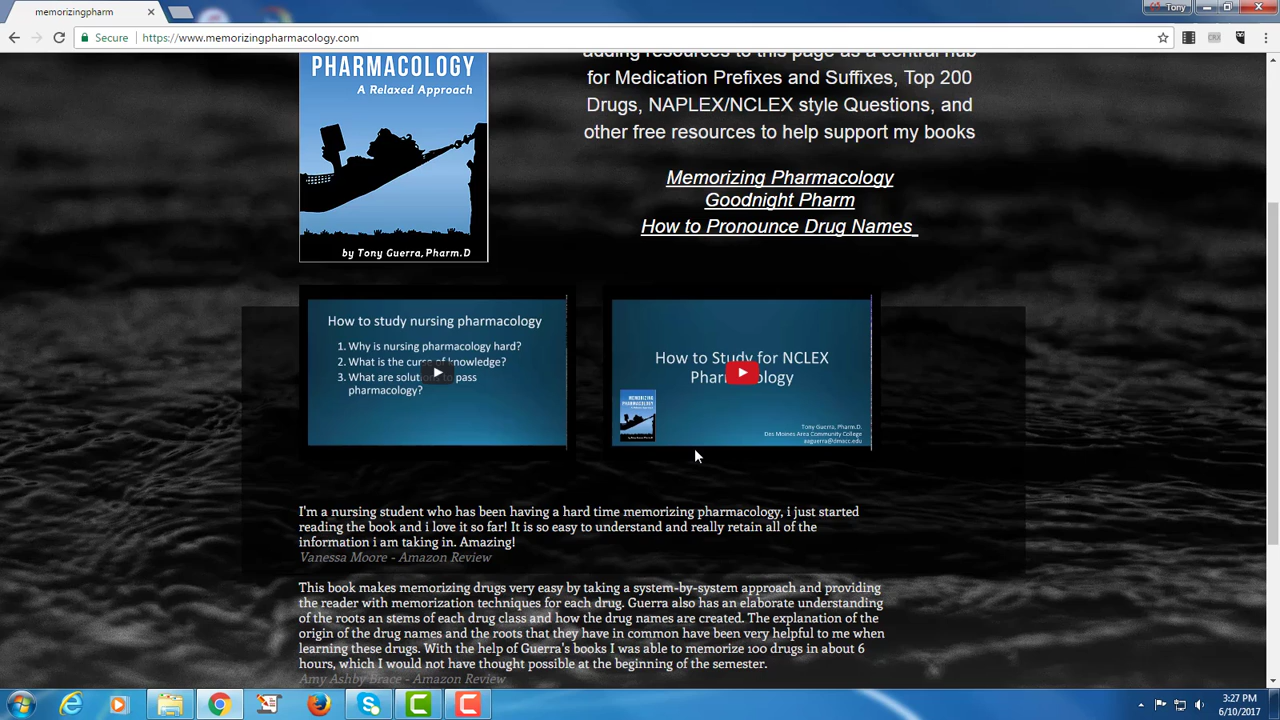 memorizingpharm
Tony
Secure
https://www.memorizingpharmacology.com
adding resources to this page as a central hub
for Medication Prefixes and Suffixes, Top 200
Drugs, NAPLEX/NCLEX style Questions, and
other free resources to help support my books
PHARMACOLOGY
A Relaxed Approach
by Tony Guerra, Pharm.D
Memorizing Pharmacology
Goodnight Pharm
How to Pronounce Drug Names
How to study nursing pharmacology
1. Why is nursing pharmacology hard?
2. What is the curse of knowledge?
3. What are solutions to pass
pharmacology?
How to Study for NCLEX
Pharmacology
PHARMACOLOGY
Tony Guerra, Pharm.D.
Des Moines Area Community College
aaguerra@dmacc.edu
I'm a nursing student who has been having a hard time memorizing pharmacology, i just started
reading the book and i love it so far! It is so easy to understand and really retain all of the
information i am taking in. Amazing!
Vanessa Moore - Amazon Review
This book makes memorizing drugs very easy by taking a system-by-system approach and providing
the reader with memorization techniques for each drug. Guerra also has an elaborate understanding
of the roots an stems of each drug class and how the drug names are created. The explanation of the
origin of the drug names and the roots that they have in common have been very helpful to me when
learning these drugs. With the help of Guerra's books I was able to memorize 100 drugs in about 6
hours, which I would not have thought possible at the beginning of the semester.
Amy Ashby Brace - Amazon Review
3:27 PM
6/10/2017